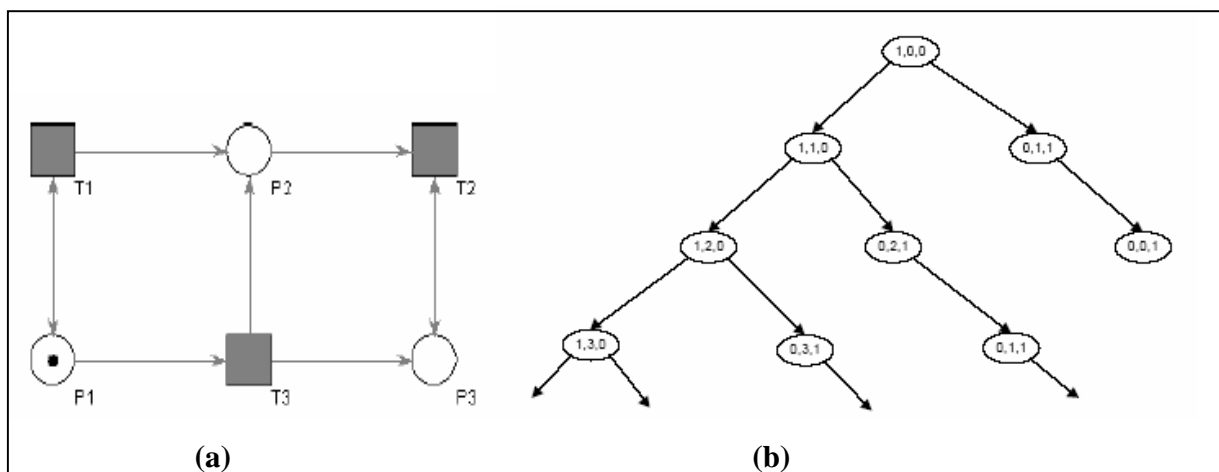 1,0,0
1,1,0
0,1,1
T1
P2
T2
1,2,0
0,2,1
0,0,1
1,3,0
0,3,1
0,1,1
P1
T3
P3
(a)
(b)